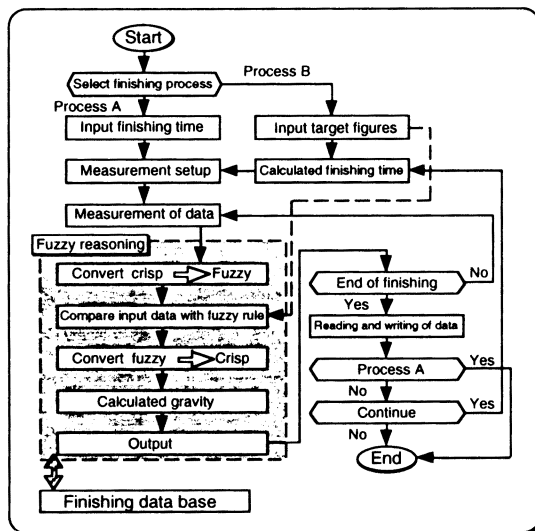 Start
Select finishing process
Process B
Process A
Input finishing time
Input target figures
Measurement setup
Calculated finishing time
Measurement of data
Fuzzy reasoning
Convert crisp
Fuzzy
Compare input data with fuzzy rule
Convert fuzzy
Crisp
Calculated gravity
Output
Finishing data base
End of finishing
No
Yes
Reading and writing of data
Process A
Yes
No
Continue
Yes
No
End